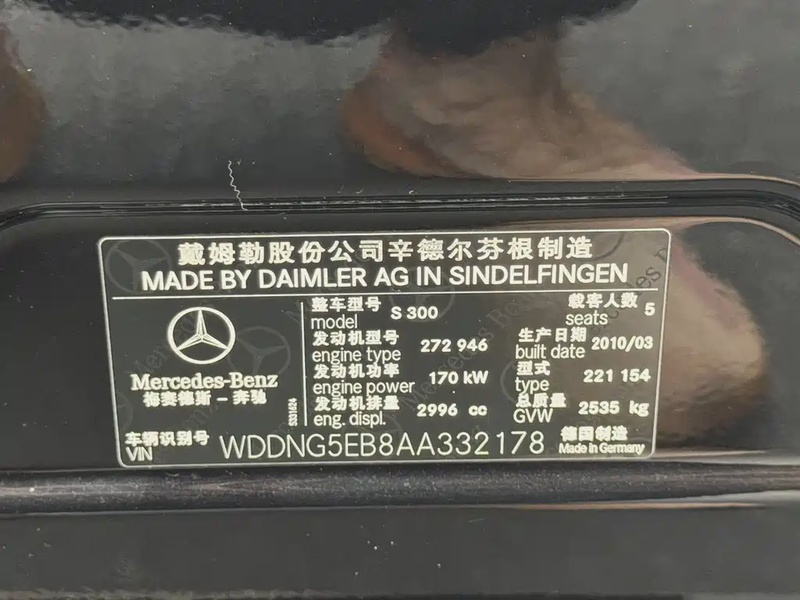 戴姆勒股份公司辛德尔芬根制造
MADE BY DAIMLER AG IN SINDELFINGEN
整车型号 model S 300
载客人数 seats 5
发动机型号 engine type 272 946
生产日期 built date 2010/03
发动机功率 engine power 170 kW
型式 type 221 154
发动机排量 eng. displ. 2996 cc
总质量 GVW 2535 kg
Mercedes-Benz
梅赛德斯－奔驰
车辆识别号 VIN WDDNG5EB8AA332178
德国制造
Made in Germany